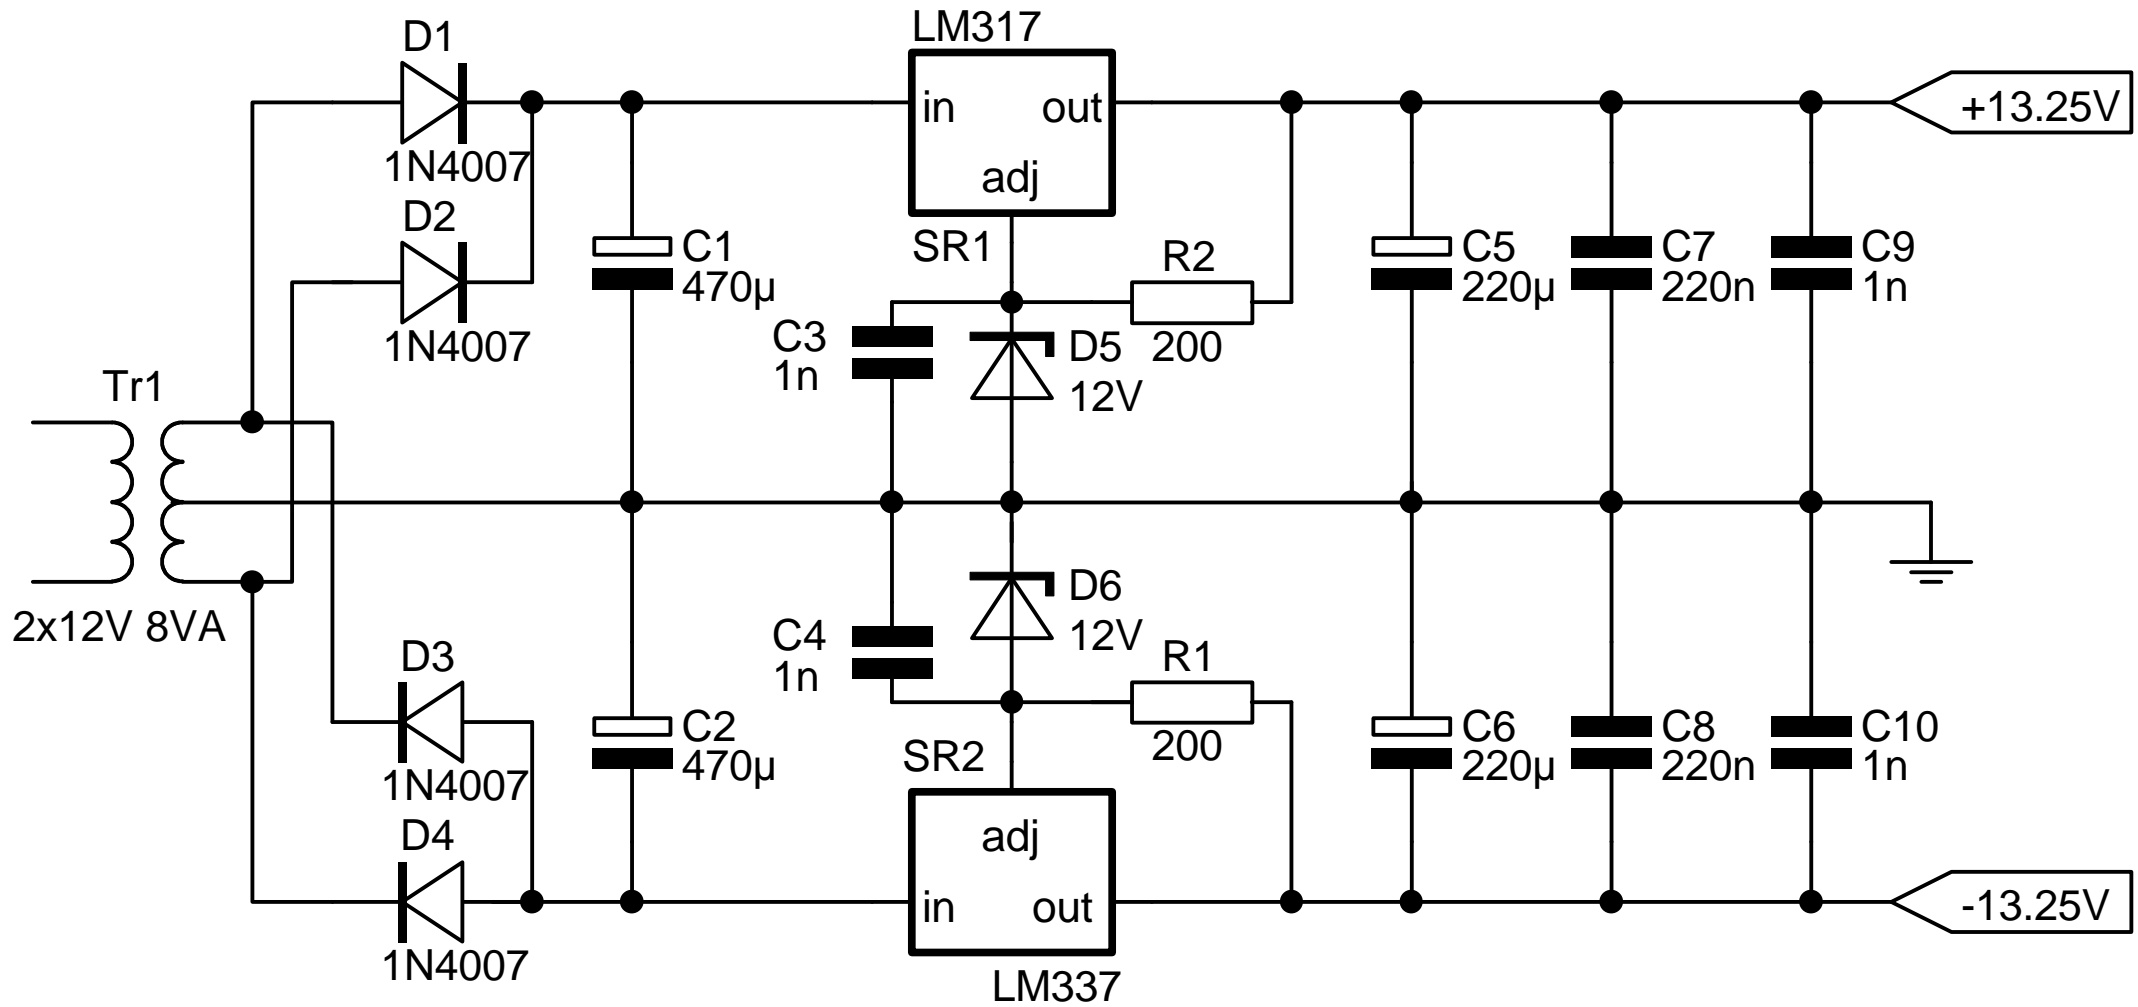 LM317
D1
in
out
+13.25V
adj
1N4007
D2
SR1
R2
C1
470µ
C5
220µ
C7
220n
C9
1n
C3
1n
D5
12V
200
1N4007
Tr1
2x12V 8VA
D6
12V
C4
1n
R1
D3
C2
470µ
SR2
200
C6
220µ
C8
220n
C10
1n
1N4007
D4
adj
in
out
-13.25V
1N4007
LM337